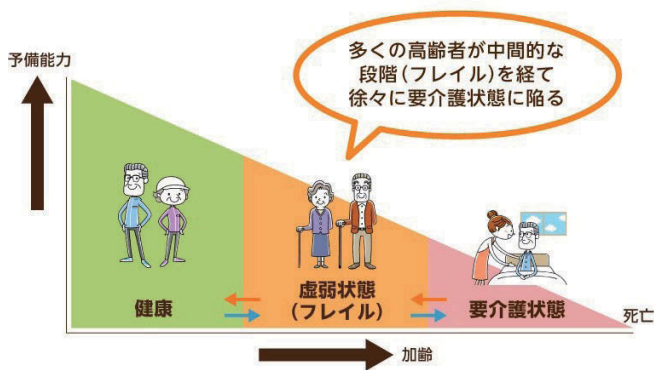 多くの高齢者が中間的な
段階(フレイル)を経て
徐々に要介護状態に陥る
予備能力
健康
虚弱状態
(フレイル)
要介護状態
死亡
加齢